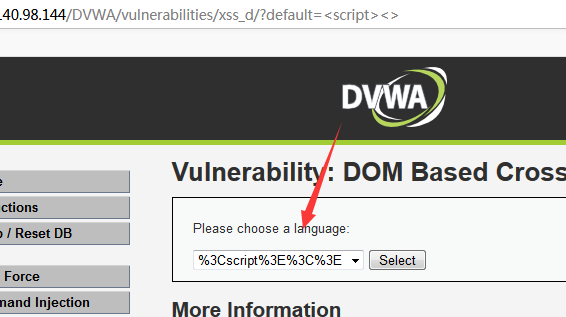 40.98.144/DVWA/vulnerabilities/xss_d/?default=<script><>
DVWA
Vulnerability: DOM Based Cross
e
ctions
p / Reset DB
Force
mand Injection
Please choose a language:
%3Cscript%3E%3C%3E
Select
More Information